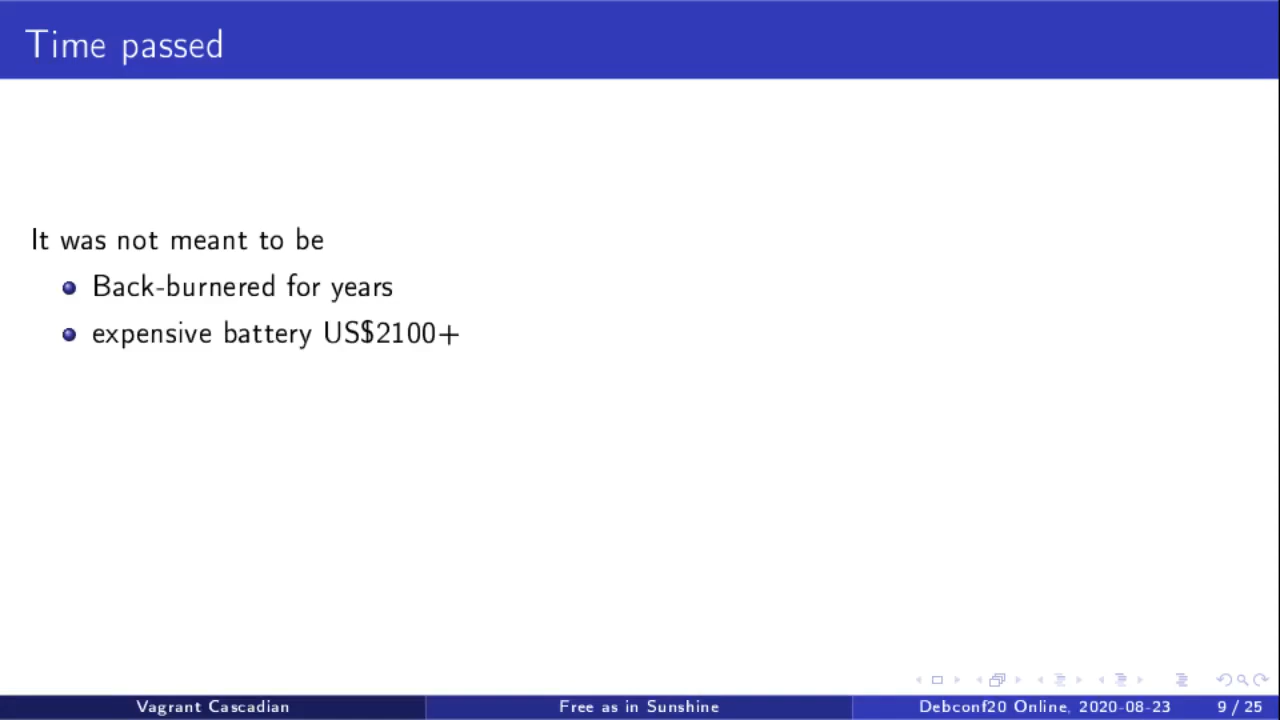 Time passed
It was not meant to be
Back-burnered for years
expensive battery US$2100+
Vagrant Cascadian
Free as in Sunshine
Debconf20 Online, 2020-08-23
9 / 25